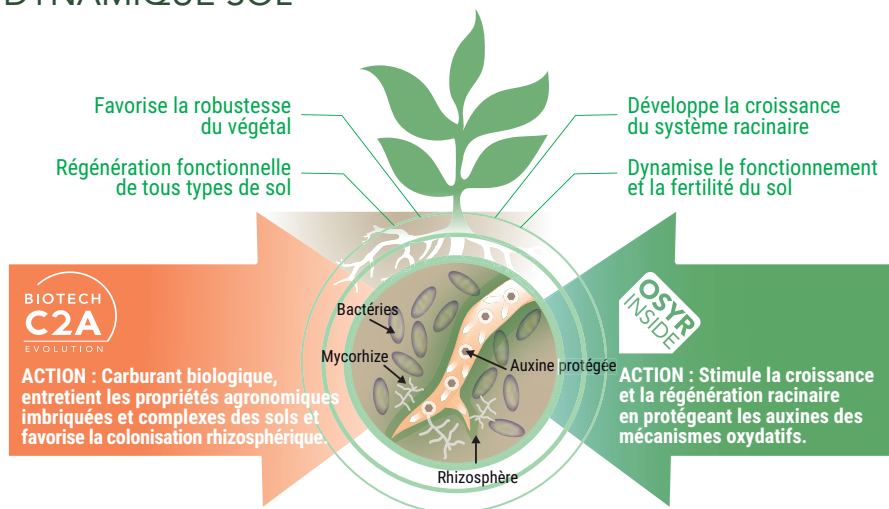 DYNAMIQUE SOL
Favorise la robustesse
du végétal
Régénération fonctionnelle
de tous types de sol
Développe la croissance
du système racinaire
Dynamise le fonctionnement
et la fertilité du sol
BIOTECH
C2A
EVOLUTION
ACTION : Carburant biologique,
entretient les propriétés agronomiques
imbriquées et complexes des sols et
favorise la colonisation rhizosphérique.
Bactéries
Mycorhize
Auxine protégée
Rhizosphère
OSYR
INSIDE
ACTION : Stimule la croissance
et la régénération racinaire
en protégeant les auxines des
mécanismes oxydatifs.